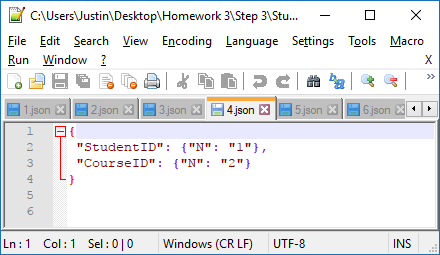 C:\Users\Justin\Desktop\Homework 3\Step 3\Stu...
File Edit Search View Encoding Language Settings Tools Macro
Run Window ? X
1.json 2.json 3.json 4.json 5.json 6.json
1 {
2 "StudentID": {"N": "1"},
3 "CourseID": {"N": "2"}
4 }
5
6
Ln : 1 Col : 1 Sel : 0 | 0 Windows (CR LF) UTF-8 INS